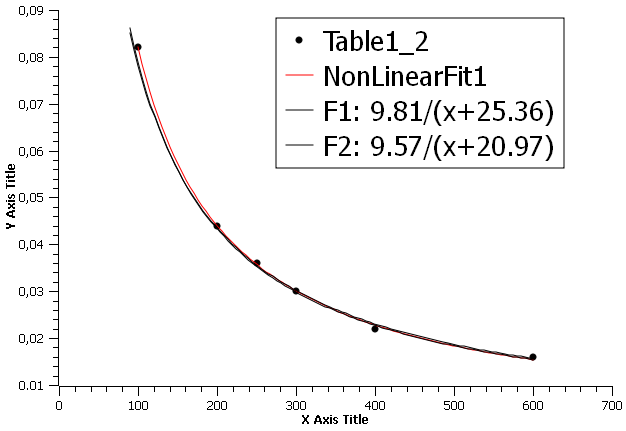 0,09
0,08
0,07
0,06
0,05
0,04
0,03
0,02
0.01
Y Axis Title
Table1_2
NonLinearFit1
F1: 9.81/(x+25.36)
F2: 9.57/(x+20.97)
0 100 200 300 400 500 600 700
X Axis Title